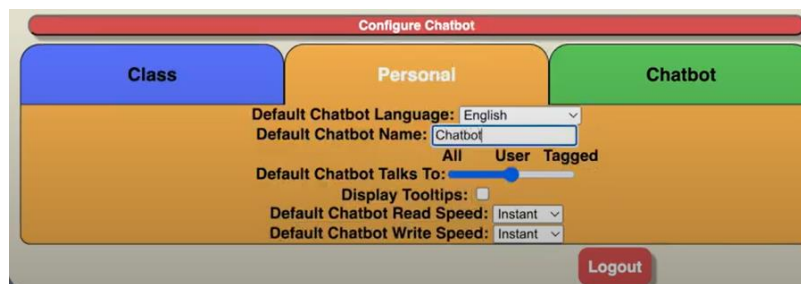 Configure Chatbot
Class Personal Chatbot
Default Chatbot Language: English
Default Chatbot Name: Chatbot
All User Tagged
Default Chatbot Talks To:
Display Tooltips:
Default Chatbot Read Speed: Instant
Default Chatbot Write Speed: Instant
Logout